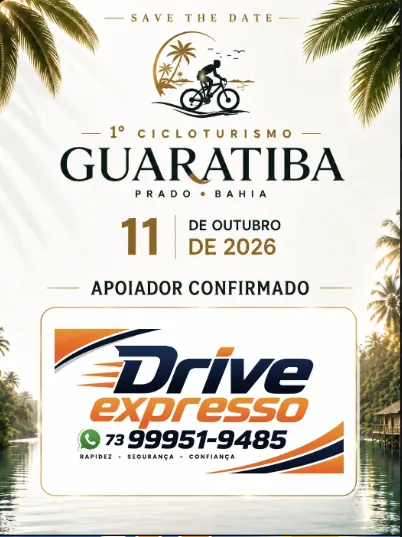 SAVE THE DATE
1º CICLOTURISMO
GUARATIBA
PRADO • BAHIA
11 DE OUTUBRO
DE 2026
APOIADOR CONFIRMADO
Drive
expresso
73 99951-9485
RAPIDEZ • SEGURANÇA • CONFIANÇA